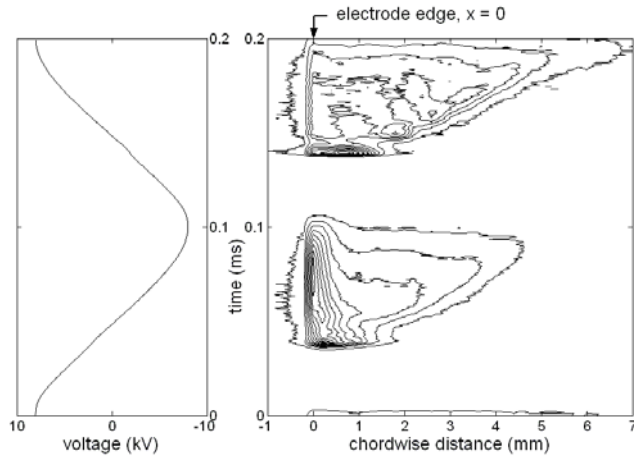 electrode edge, x = 0
0.2 0.2
0.1 0.1
time (ms)
0 0
10 0 -10 -1 0 1 2 3 4 5 6 7
voltage (kV) chordwise distance (mm)